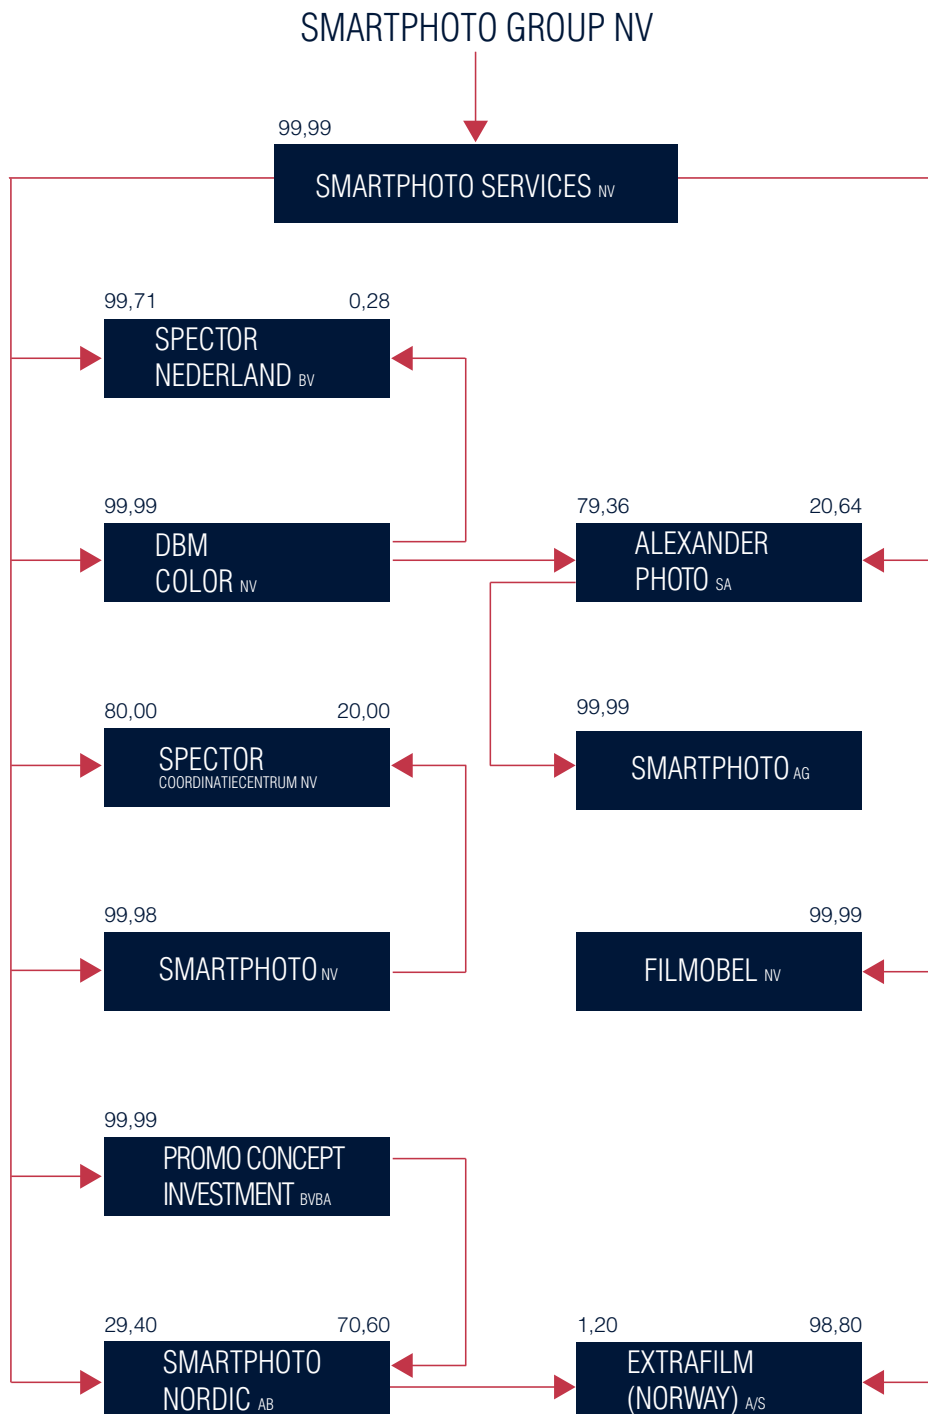 SMARTPHOTO GROUP NV
99,99
SMARTPHOTO SERVICES NV
99,71 0,28
SPECTOR
NEDERLAND BV
99,99
DBM
COLOR NV
79,36 20,64
ALEXANDER
PHOTO SA
80,00 20,00
SPECTOR
COORDINATIECENTRUM NV
99,99
SMARTPHOTO AG
99,98
SMARTPHOTO NV
99,99
FILMOBEL NV
99,99
PROMO CONCEPT
INVESTMENT BVBA
29,40 70,60
SMARTPHOTO
NORDIC AB
1,20 98,80
EXTRAFILM
(NORWAY) A/S